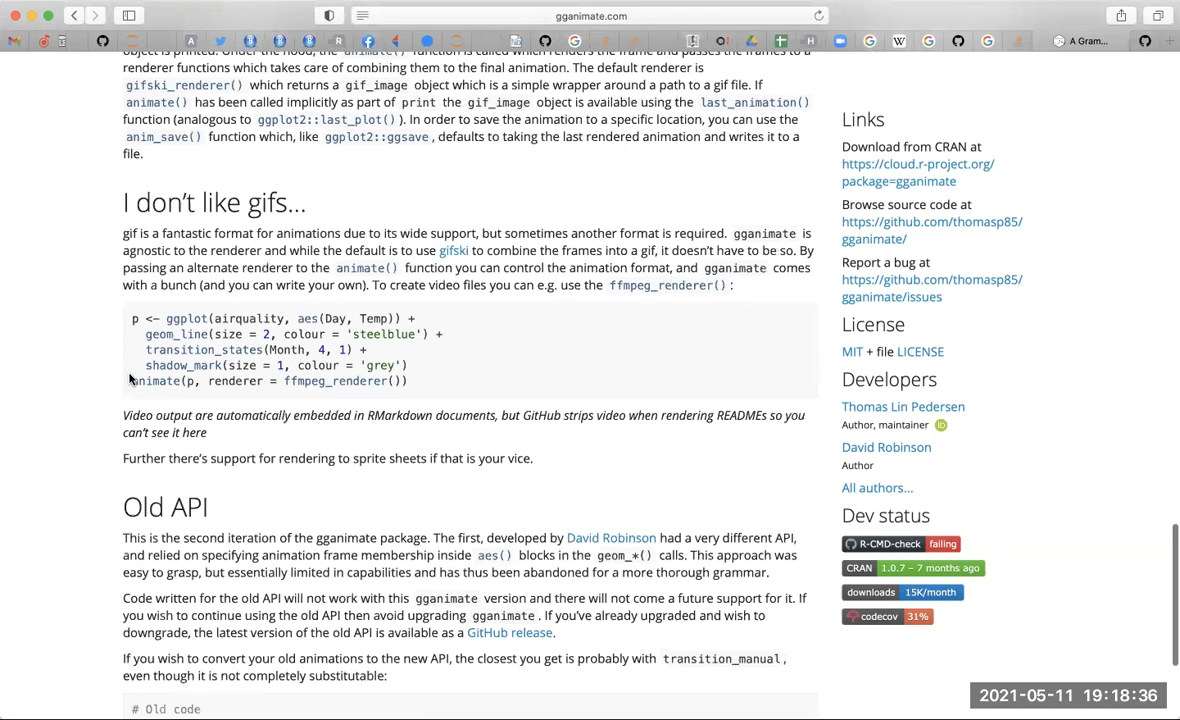 gganimate.com
A Gram...
object is printed. Under the hood, the animate() function is called which renders the frame and passes the frames to a
renderer functions which takes care of combining them to the final animation. The default renderer is
gifski_renderer() which returns a gif_image object which is a simple wrapper around a path to a gif file. If
animate() has been called implicitly as part of print the gif_image object is available using the last_animation()
function (analogous to ggplot2::last_plot()). In order to save the animation to a specific location, you can use the
anim_save() function which, like ggplot2::ggsave, defaults to taking the last rendered animation and writes it to a
file.
I don't like gifs...
gif is a fantastic format for animations due to its wide support, but sometimes another format is required. gganimate is
agnostic to the renderer and while the default is to use gifski to combine the frames into a gif, it doesn't have to be so. By
passing an alternate renderer to the animate() function you can control the animation format, and gganimate comes
with a bunch (and you can write your own). To create video files you can e.g. use the ffmpeg_renderer():
p <- ggplot(airquality, aes(Day, Temp)) +
  geom_line(size = 2, colour = 'steelblue') +
  transition_states(Month, 4, 1) +
  shadow_mark(size = 1, colour = 'grey')
animate(p, renderer = ffmpeg_renderer())
Video output are automatically embedded in RMarkdown documents, but GitHub strips video when rendering READMEs so you
can't see it here
Further there's support for rendering to sprite sheets if that is your vice.
Old API
This is the second iteration of the gganimate package. The first, developed by David Robinson had a very different API,
and relied on specifying animation frame membership inside aes() blocks in the geom_*() calls. This approach was
easy to grasp, but essentially limited in capabilities and has thus been abandoned for a more thorough grammar.
Code written for the old API will not work with this gganimate version and there will not come a future support for it. If
you wish to continue using the old API then avoid upgrading gganimate. If you've already upgraded and wish to
downgrade, the latest version of the old API is available as a GitHub release.
If you wish to convert your old animations to the new API, the closest you get is probably with transition_manual,
even though it is not completely substitutable:
# Old code
Links
Download from CRAN at
https://cloud.r-project.org/
package=gganimate
Browse source code at
https://github.com/thomasp85/
gganimate/
Report a bug at
https://github.com/thomasp85/
gganimate/issues
License
MIT + file LICENSE
Developers
Thomas Lin Pedersen
Author, maintainer
David Robinson
Author
All authors...
Dev status
R-CMD-check failing
CRAN 1.0.7 – 7 months ago
downloads 15K/month
codecov 31%
2021-05-11 19:18:36